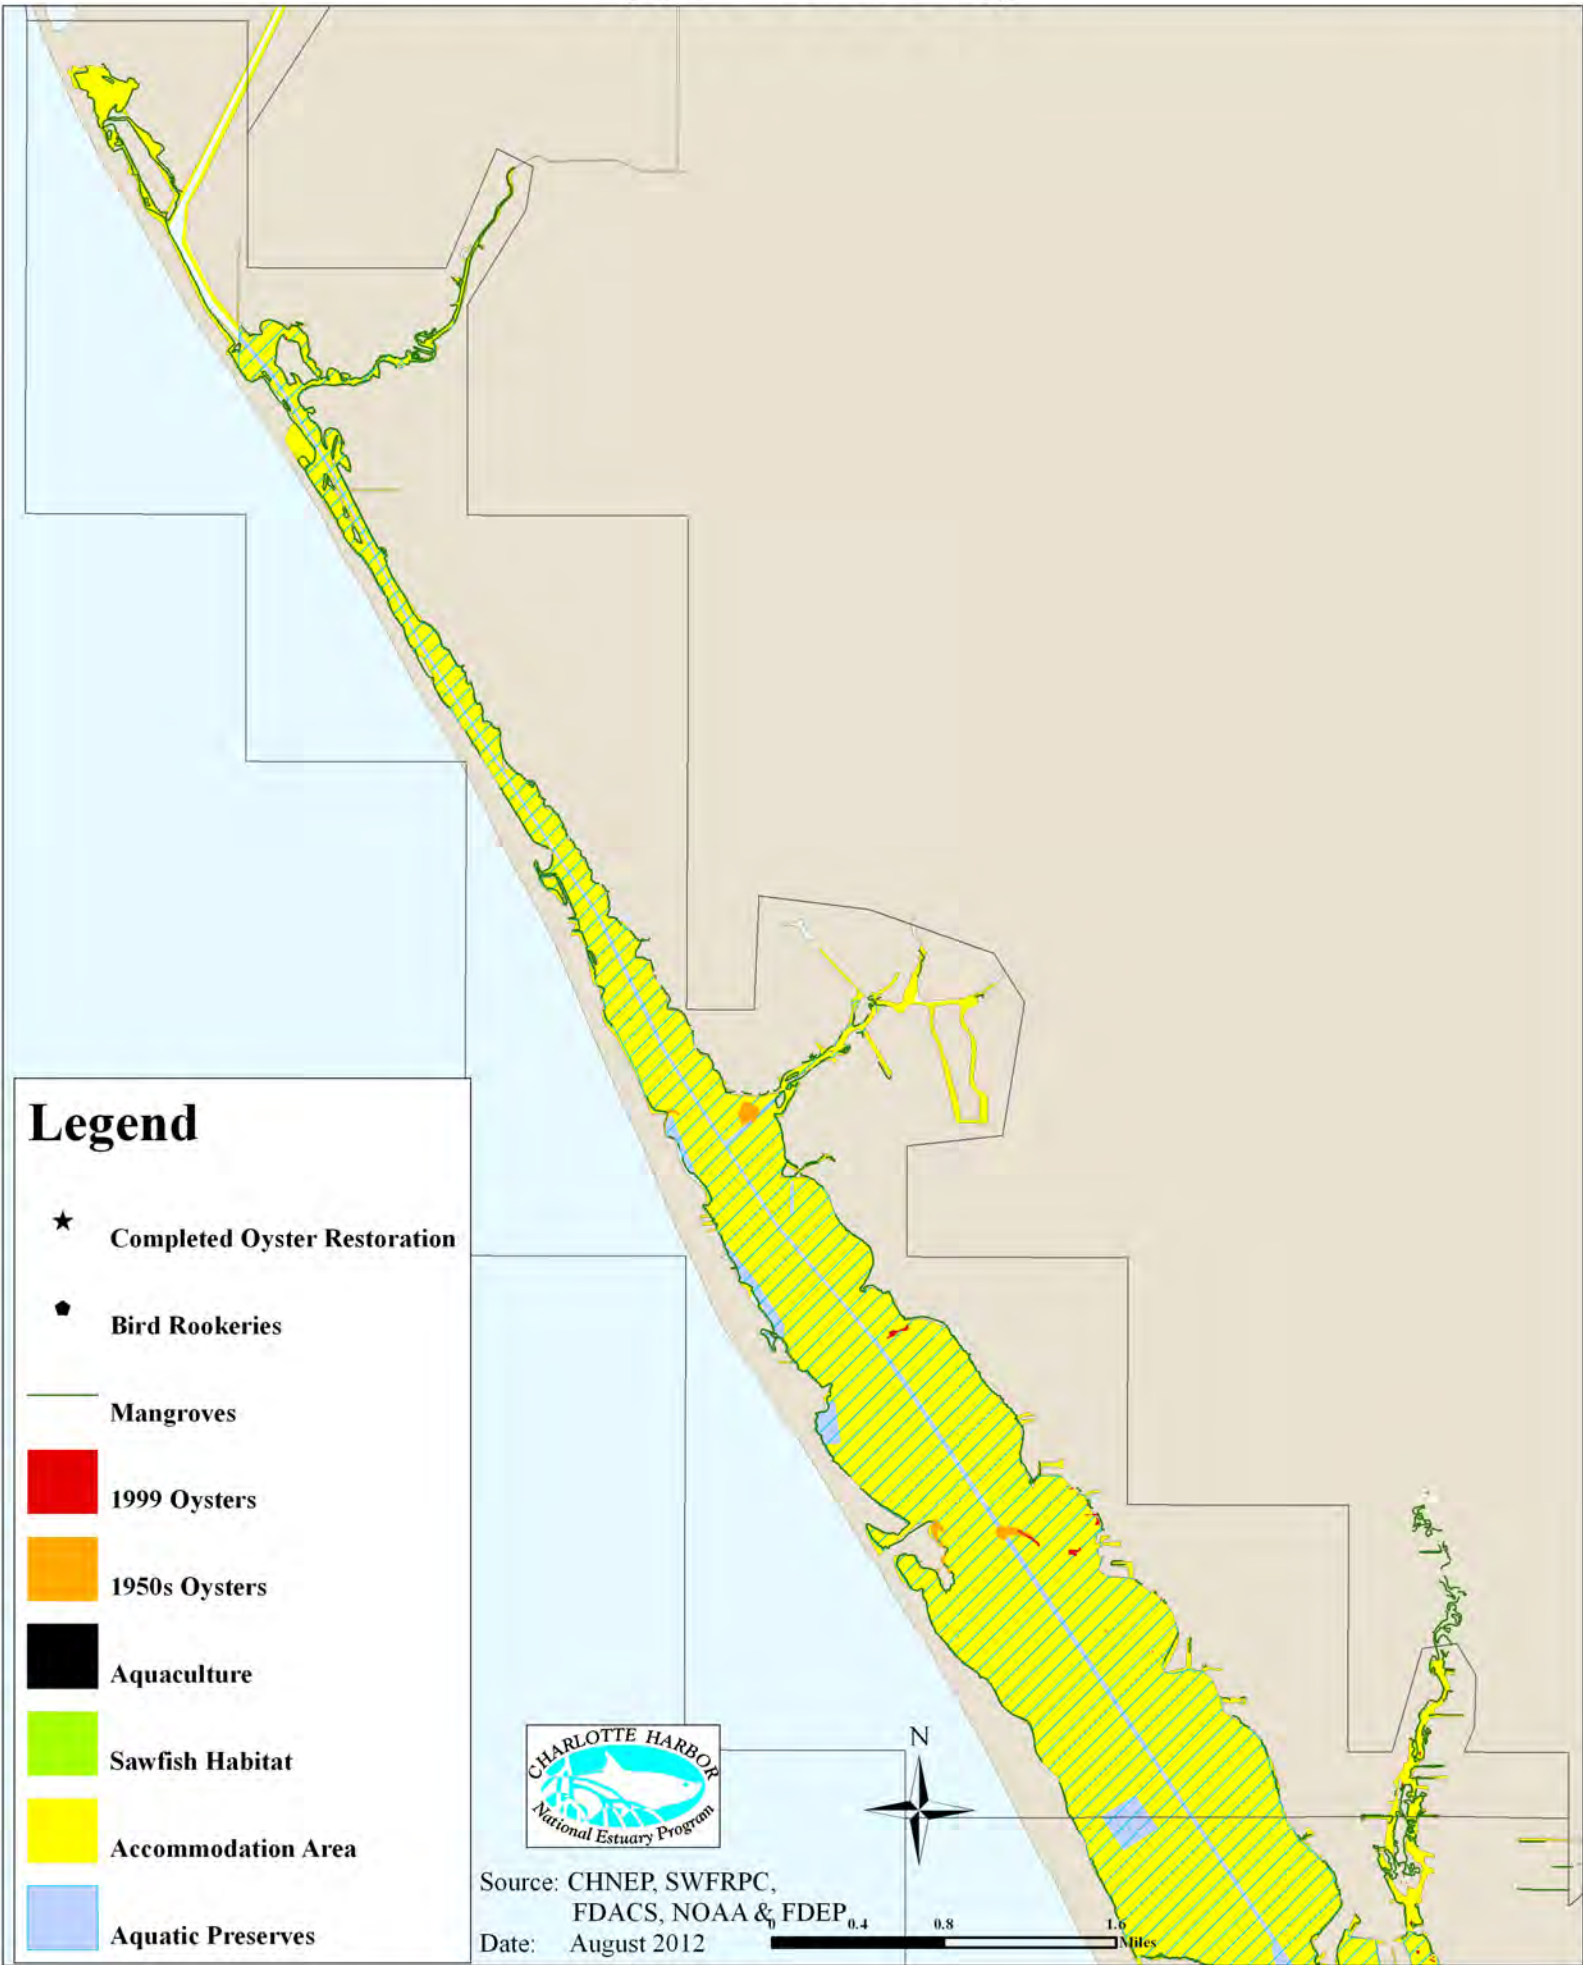 Legend
Completed Oyster Restoration
Bird Rookeries
Mangroves
1999 Oysters
1950s Oysters
Aquaculture
Sawfish Habitat
Accommodation Area
Aquatic Preserves
CHARLOTTE HARBOR
National Estuary Program
N
Source: CHNEP, SWFRPC,
FDACS, NOAA & FDEP
Date: August 2012
0 0.4 0.8 1.6
Miles